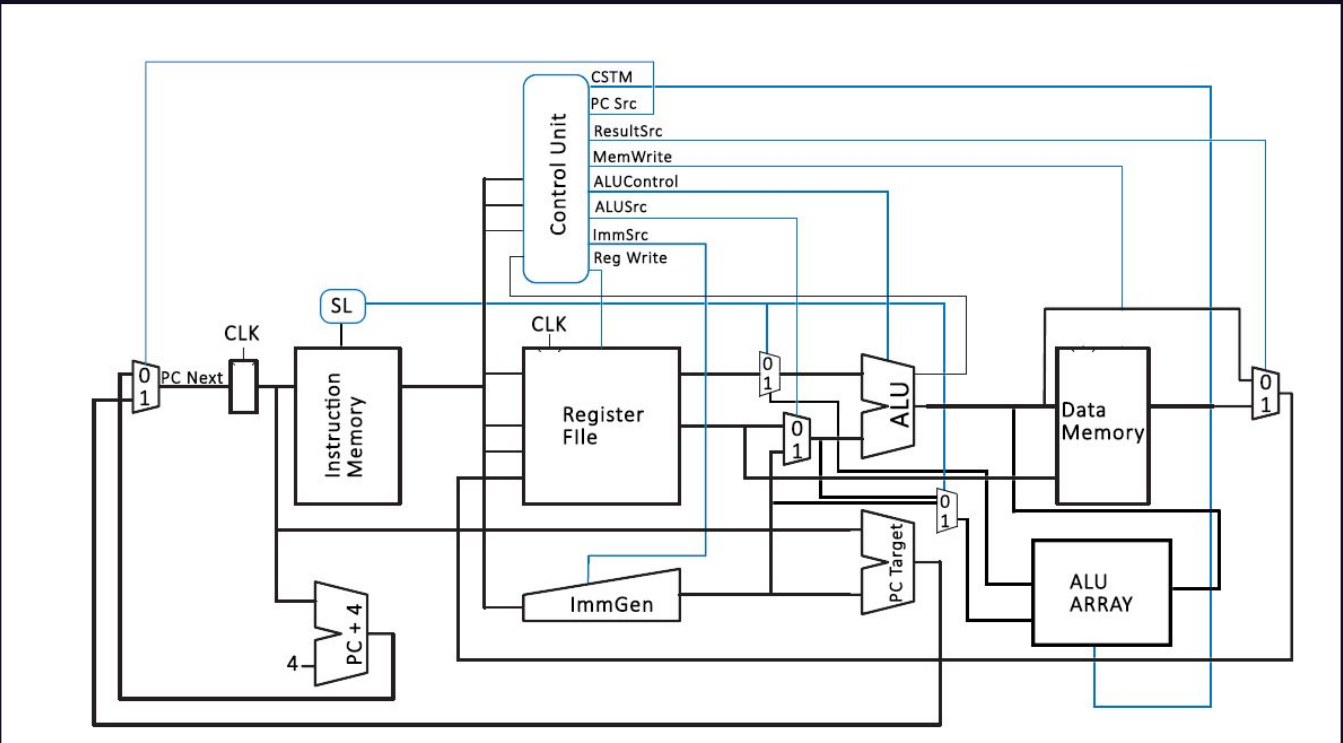 CSTM
PC Src
ResultSrc
MemWrite
ALUControl
ALUSrc
ImmSrc
Reg Write
Control Unit
SL
CLK
CLK
0
1
PC Next
Instruction
Memory
Register
FIle
0
1
0
1
ALU
Data
Memory
0
1
0
1
PC Target
ImmGen
ALU
ARRAY
PC + 4
4